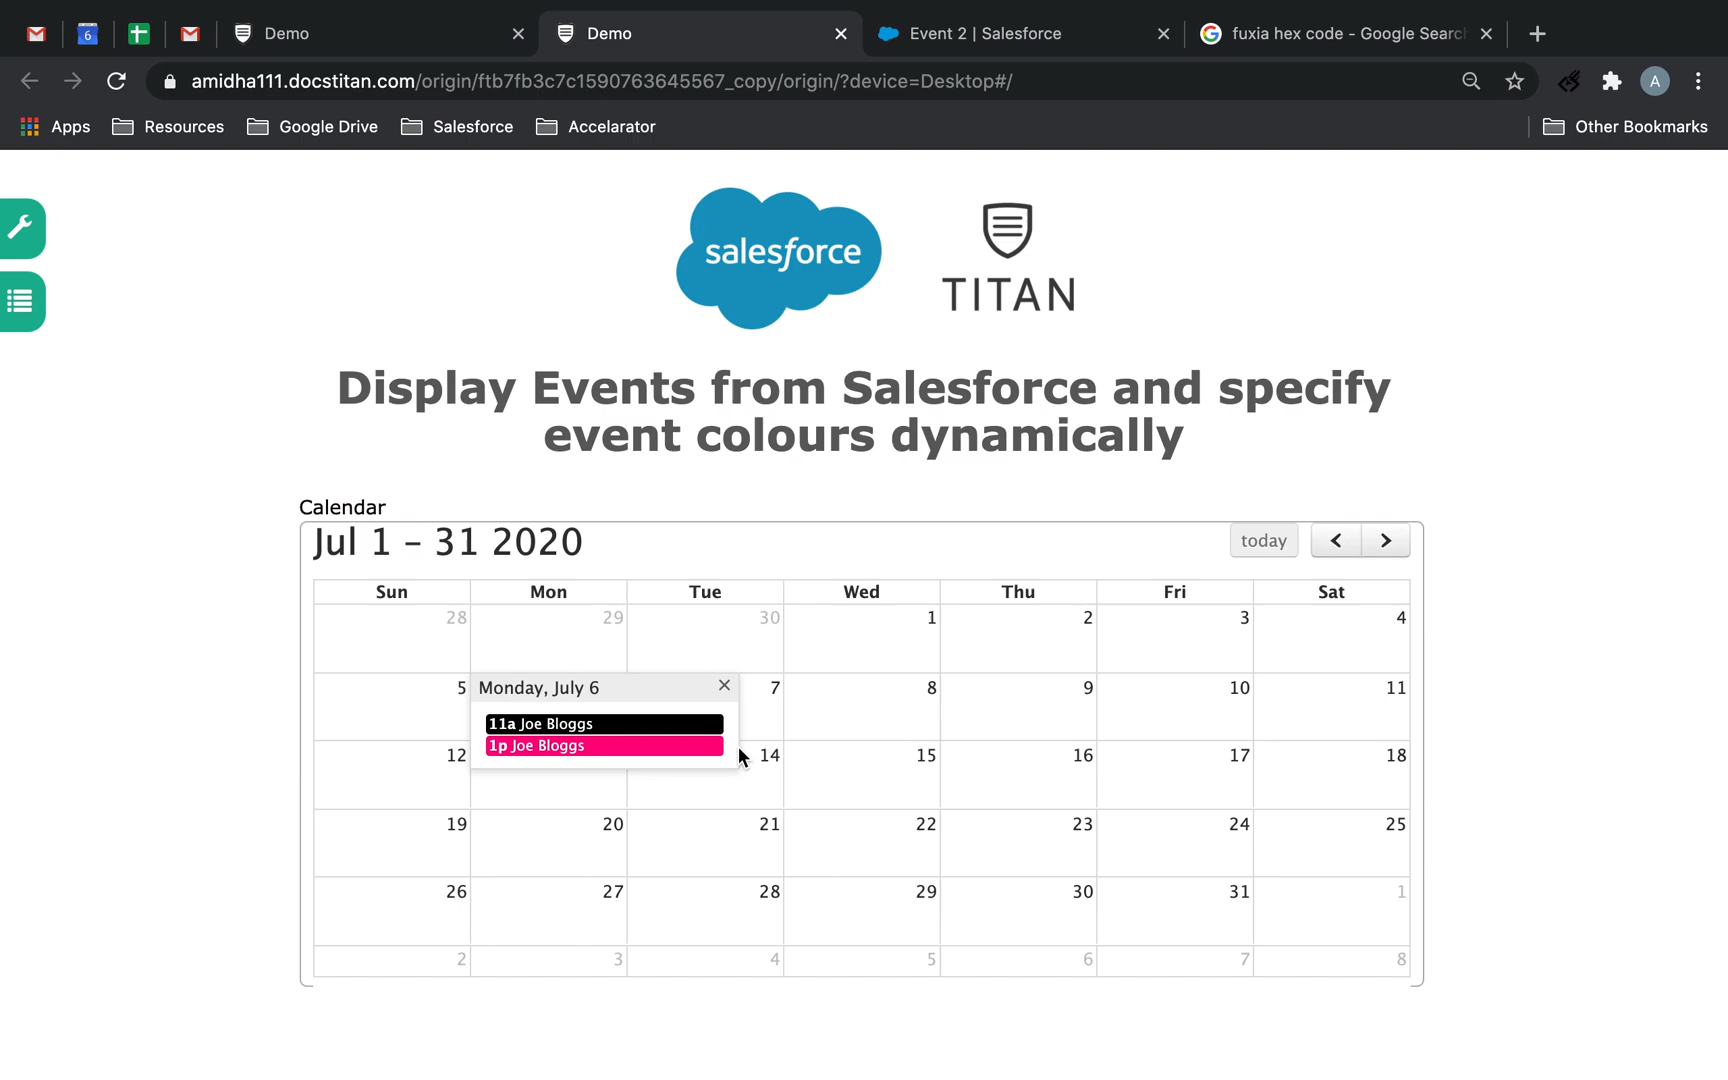 6
Demo
Demo
Event 2 | Salesforce
fuxia hex code - Google Search
amidha111.docstitan.com/origin/ftb7fb3c7c1590763645567_copy/origin/?device=Desktop#/
A
Apps
Resources
Google Drive
Salesforce
Accelarator
Other Bookmarks
salesforce
TITAN
Display Events from Salesforce and specify
event colours dynamically
Calendar
Jul 1 – 31 2020
today
Sun Mon Tue Wed Thu Fri Sat
28 29 30 1 2 3 4
5 Monday, July 6 7 8 9 10 11
11a Joe Bloggs
1p Joe Bloggs
12 14 15 16 17 18
19 20 21 22 23 24 25
26 27 28 29 30 31 1
2 3 4 5 6 7 8